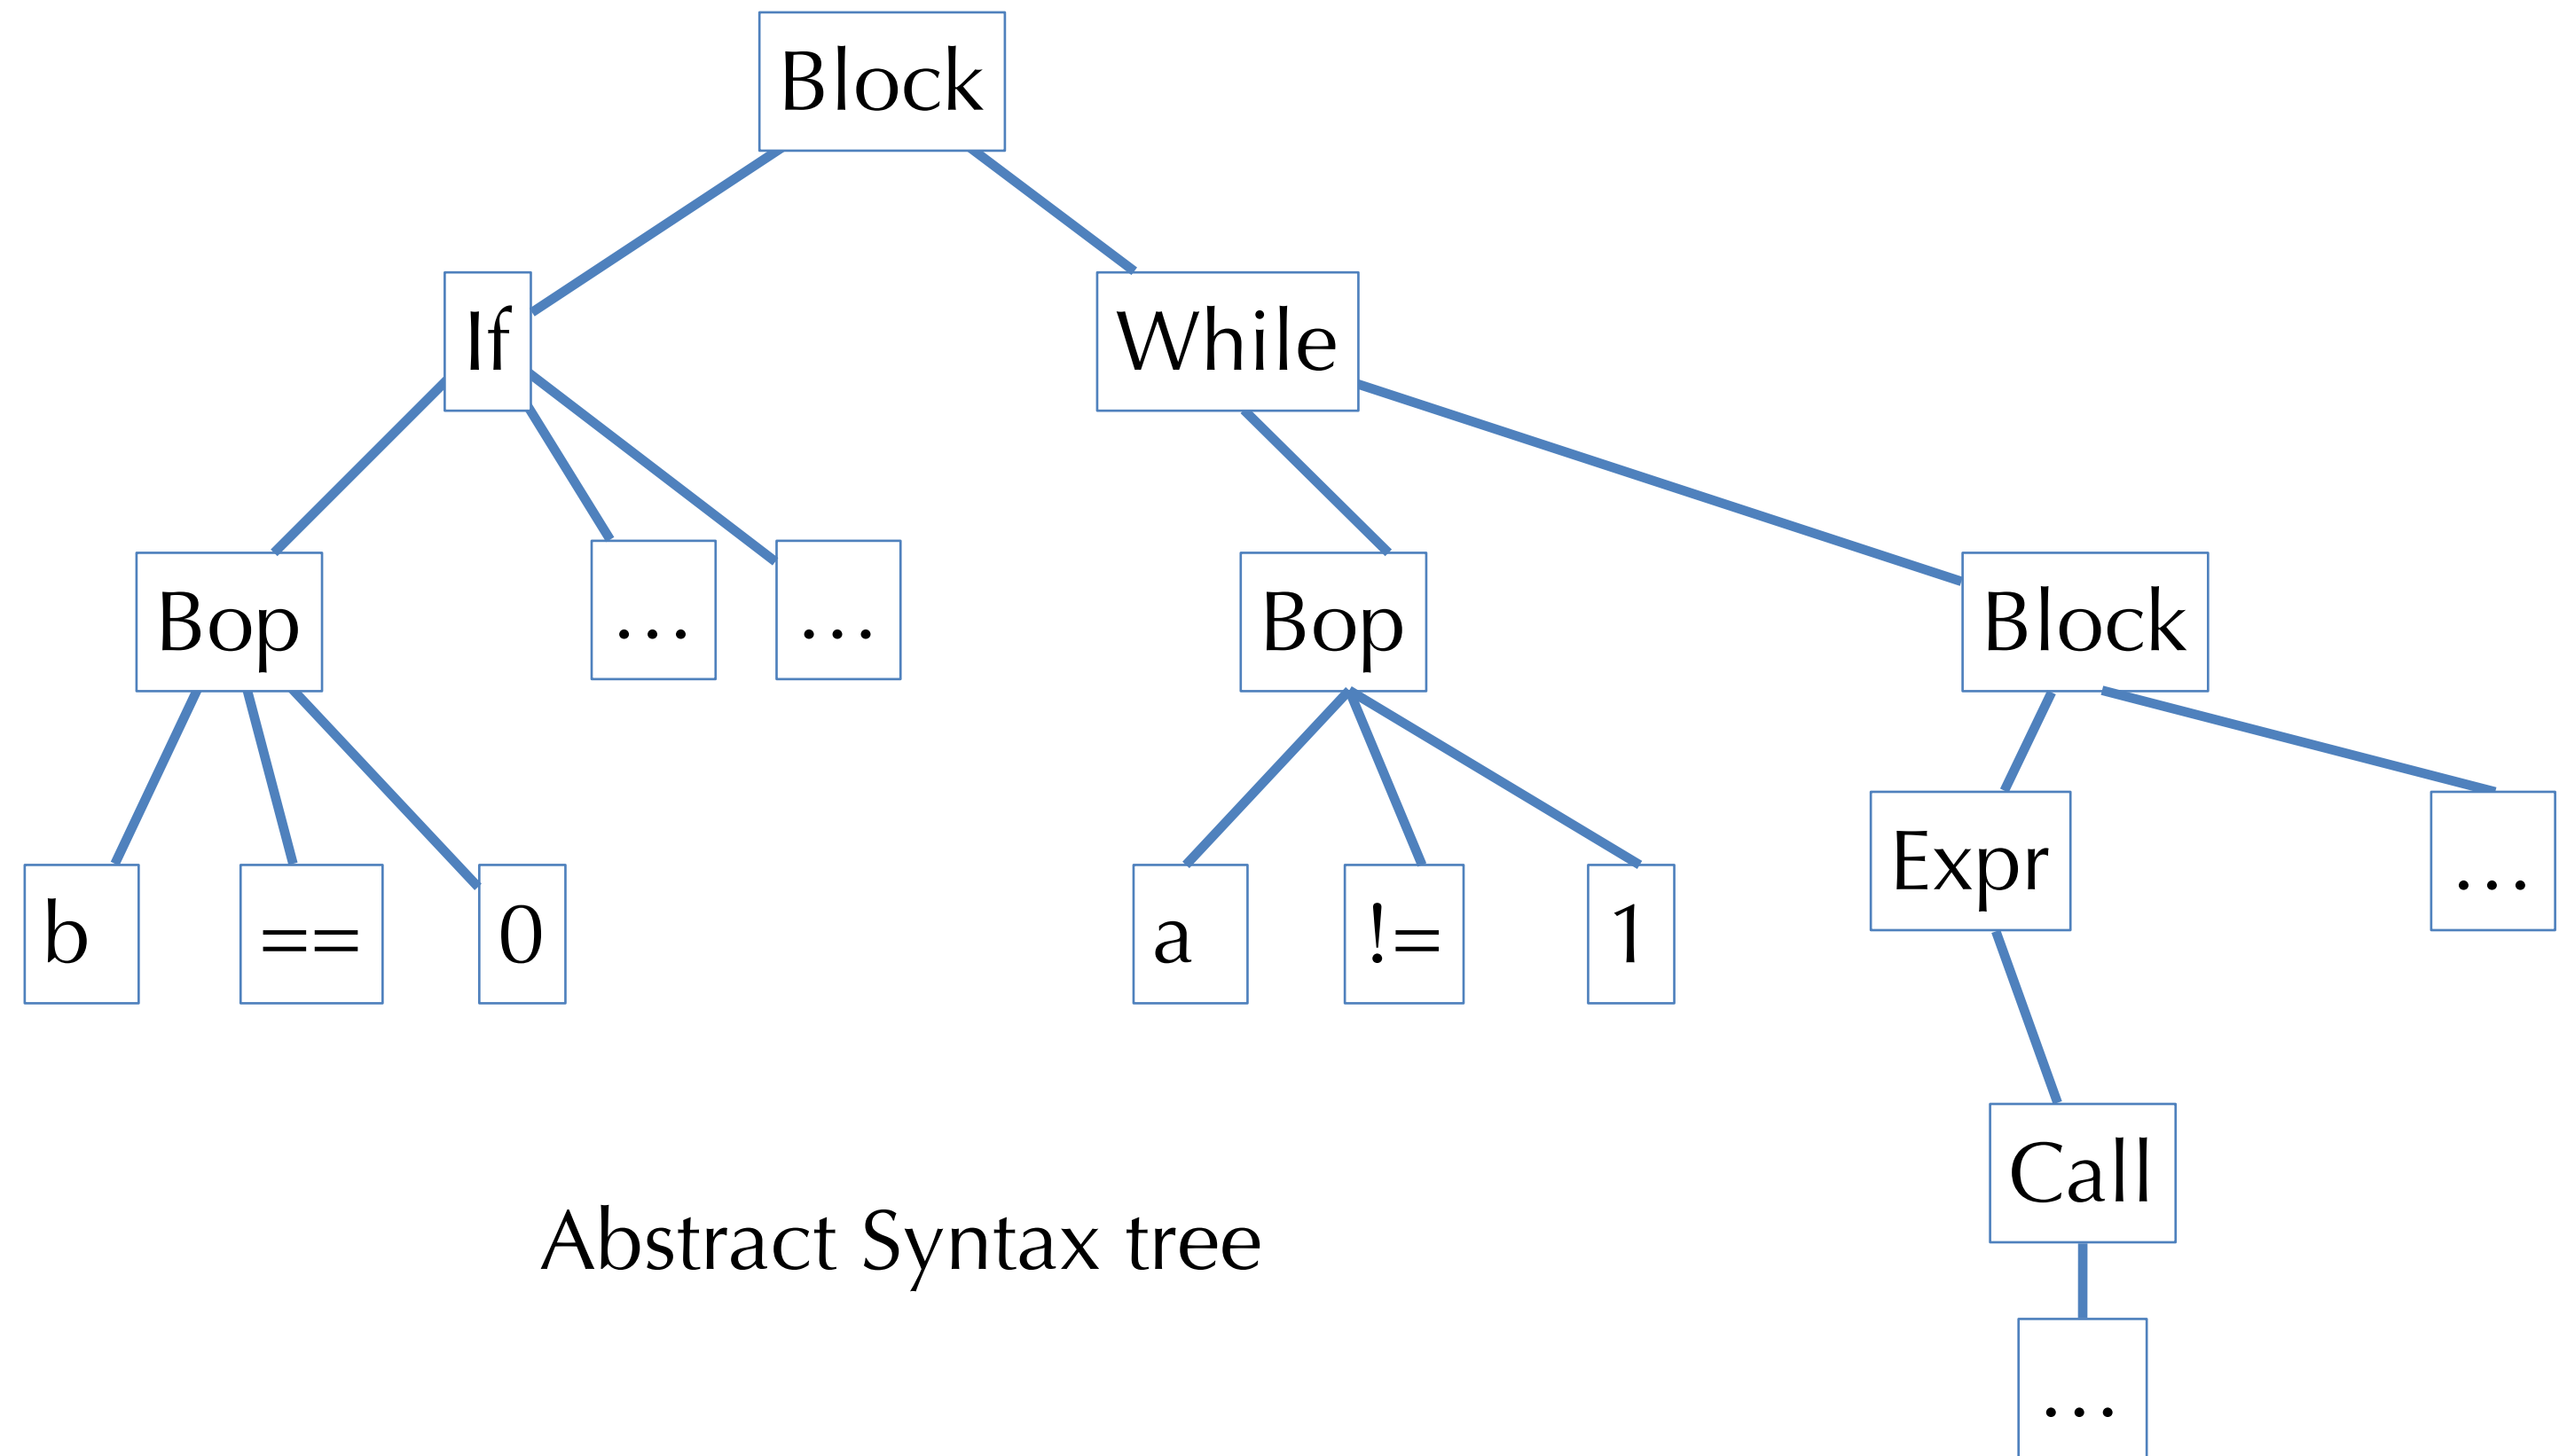 Block
If
While
Bop
…
…
Bop
Block
b
==
0
a
!=
1
Expr
…
Call
…
Abstract Syntax tree